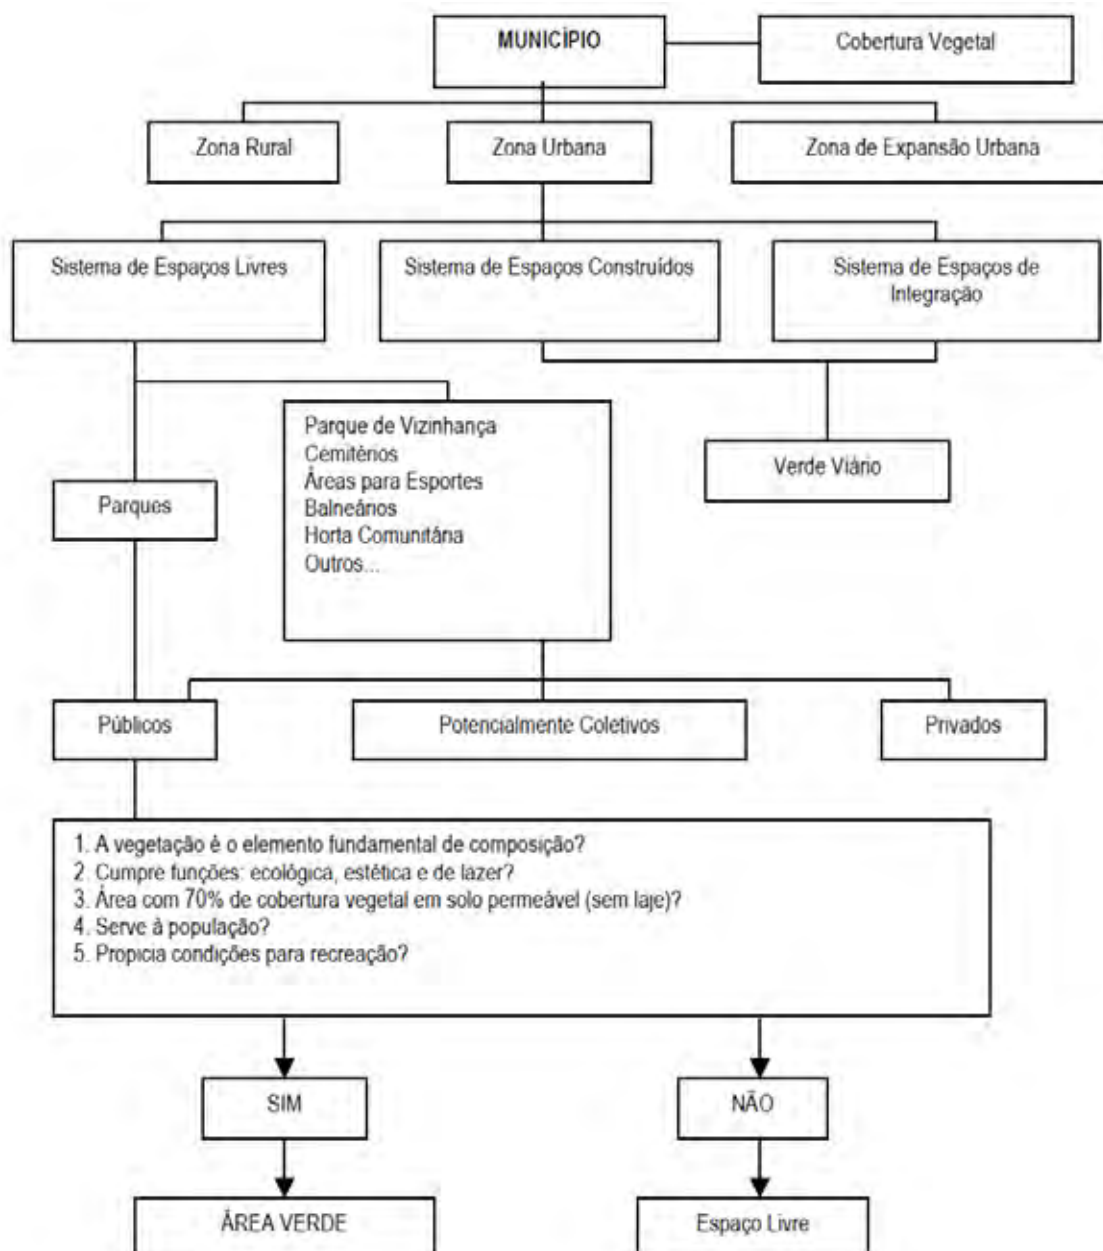 MUNICÍPIO
Cobertura Vegetal
Zona Rural
Zona Urbana
Zona de Expansão Urbana
Sistema de Espaços Livres
Sistema de Espaços Construídos
Sistema de Espaços de
Integração
Parque de Vizinhança
Cemitérios
Áreas para Esportes
Balneários
Horta Comunitária
Outros...
Verde Viário
Parques
Públicos
Potencialmente Coletivos
Privados
1. A vegetação é o elemento fundamental de composição?
2. Cumpre funções: ecológica, estética e de lazer?
3. Área com 70% de cobertura vegetal em solo permeável (sem laje)?
4. Serve à população?
5. Propicia condições para recreação?
SIM
NÃO
ÁREA VERDE
Espaço Livre